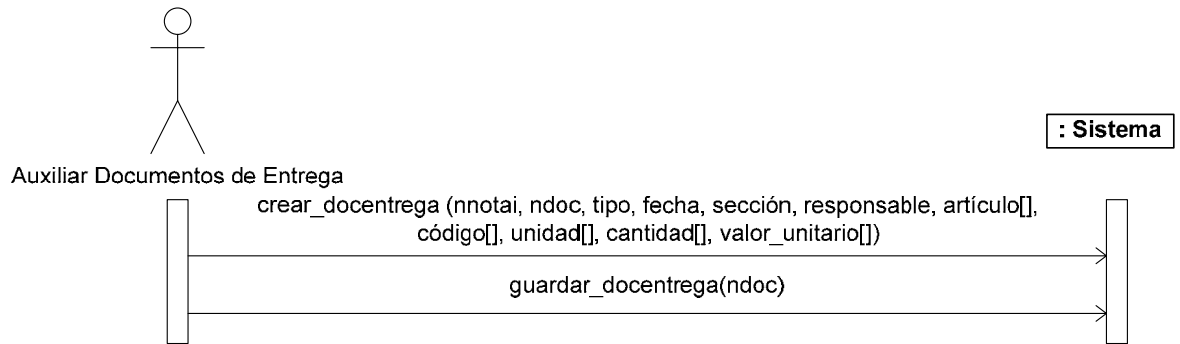 : Sistema
Auxiliar Documentos de Entrega
crear_docentrega (nnotai, ndoc, tipo, fecha, sección, responsable, artículo[],
código[], unidad[], cantidad[], valor_unitario[])
guardar_docentrega(ndoc)